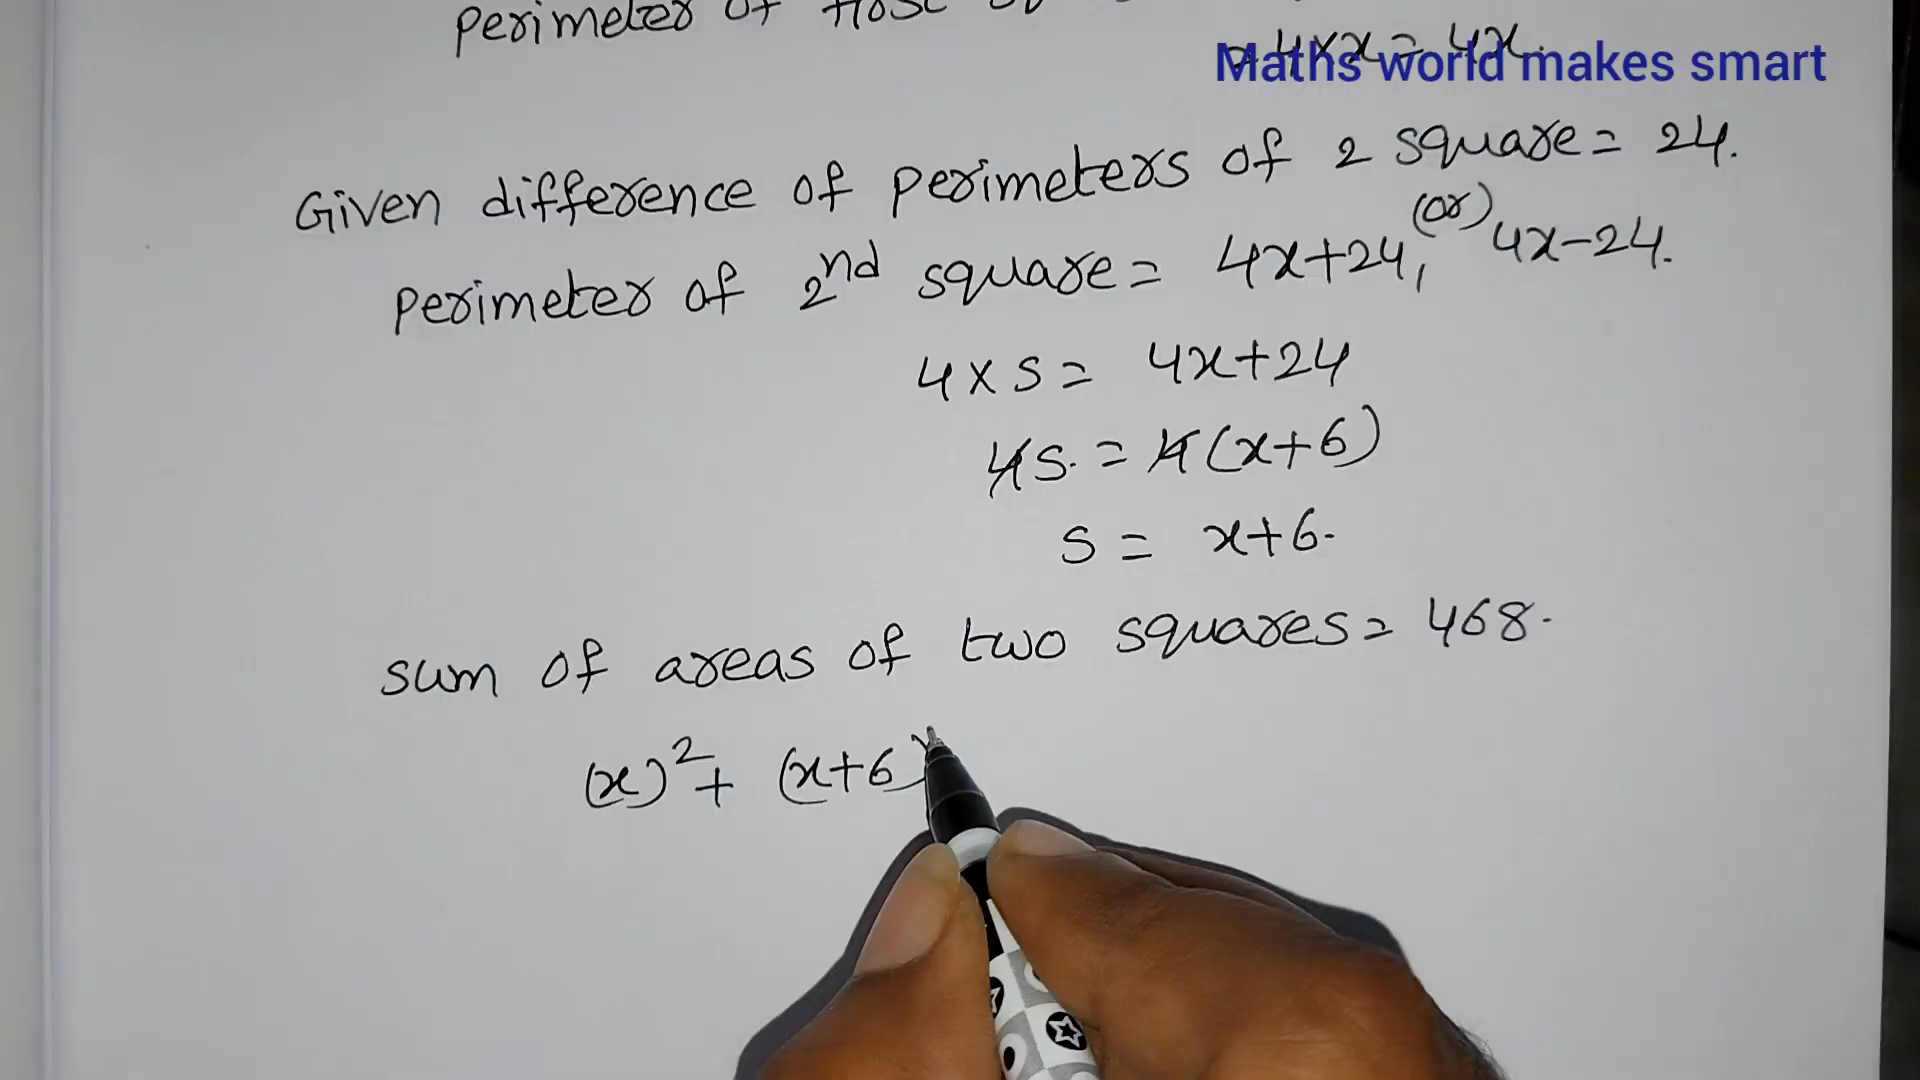 perimeter of first
= 4×x = 4x.
Maths world makes smart
Given difference of perimeters of 2 square = 24.
perimeter of 2nd square = 4x+24, (or) 4x-24.
4×s = 4x+24
4s. = 4(x+6)
s = x+6.
sum of areas of two squares = 468.
(x)² + (x+6)